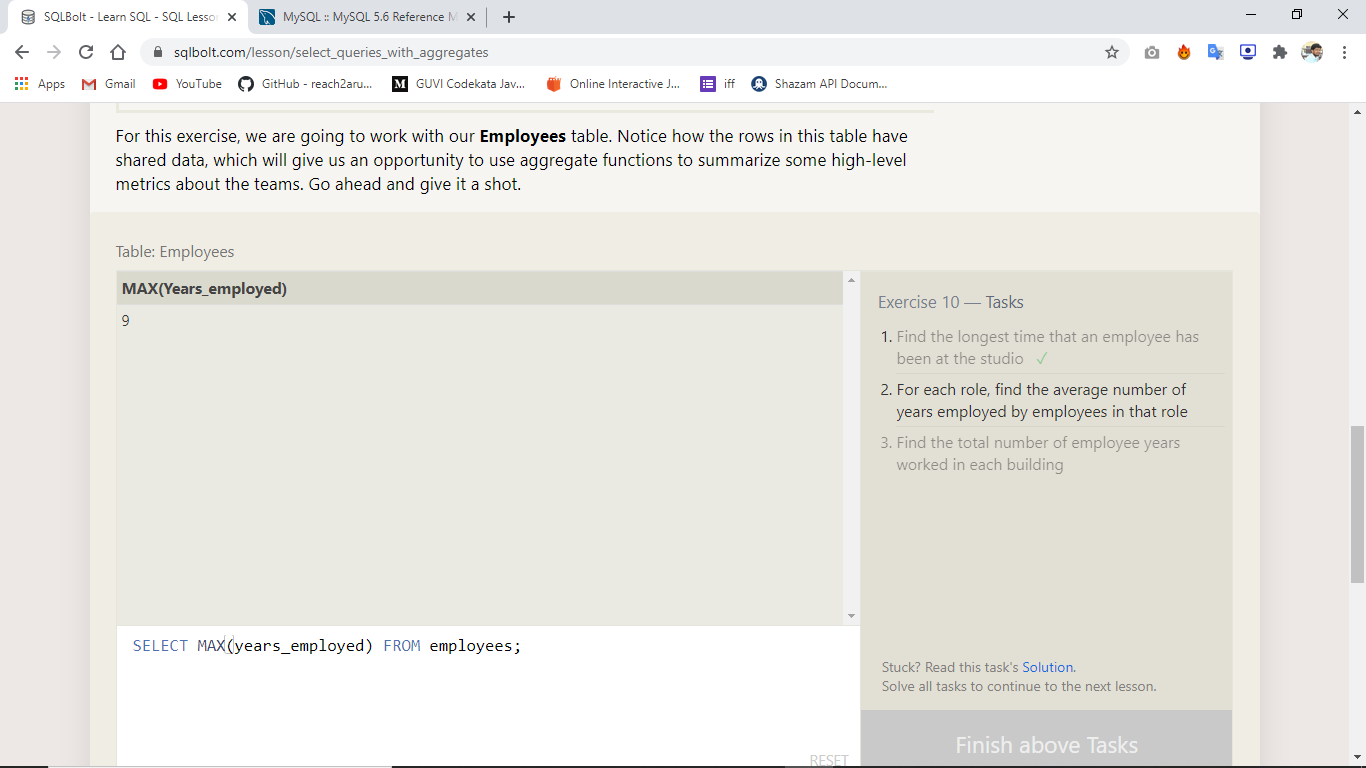 SQLBolt - Learn SQL - SQL Lesson
MySQL :: MySQL 5.6 Reference M
sqlbolt.com/lesson/select_queries_with_aggregates
Apps Gmail YouTube GitHub - reach2aru... GUVI Codekata Jav... Online Interactive J... iff Shazam API Docum...
For this exercise, we are going to work with our Employees table. Notice how the rows in this table have
shared data, which will give us an opportunity to use aggregate functions to summarize some high-level
metrics about the teams. Go ahead and give it a shot.
Table: Employees
MAX(Years_employed)
9
SELECT MAX(years_employed) FROM employees;
RESET
Exercise 10 — Tasks
1. Find the longest time that an employee has
been at the studio ✓
2. For each role, find the average number of
years employed by employees in that role
3. Find the total number of employee years
worked in each building
Stuck? Read this task's Solution.
Solve all tasks to continue to the next lesson.
Finish above Tasks